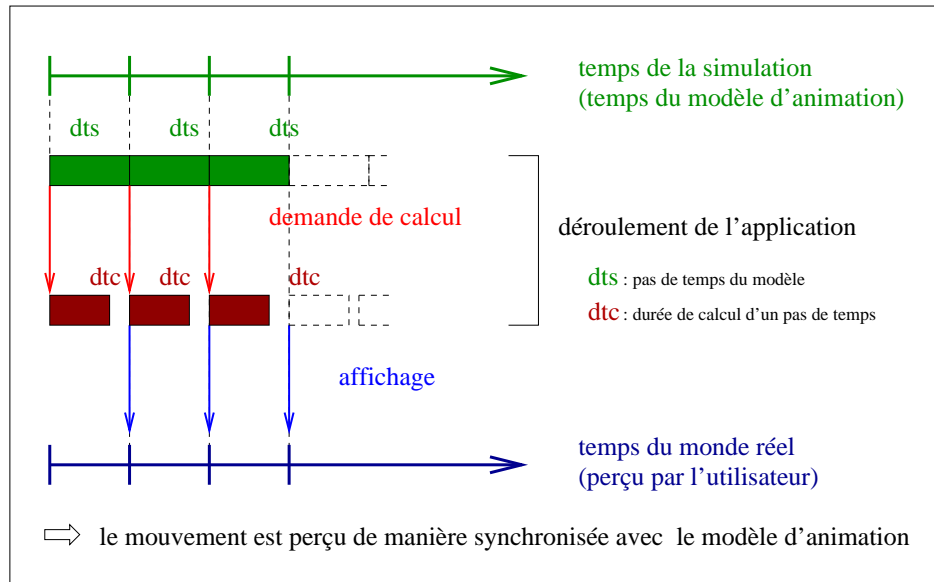 temps de la simulation
(temps du modèle d'animation)
dts dts dts
demande de calcul
déroulement de l'application
dtc dtc dtc
dts : pas de temps du modèle
dtc : durée de calcul d'un pas de temps
affichage
temps du monde réel
(perçu par l'utilisateur)
le mouvement est perçu de manière synchronisée avec le modèle d'animation